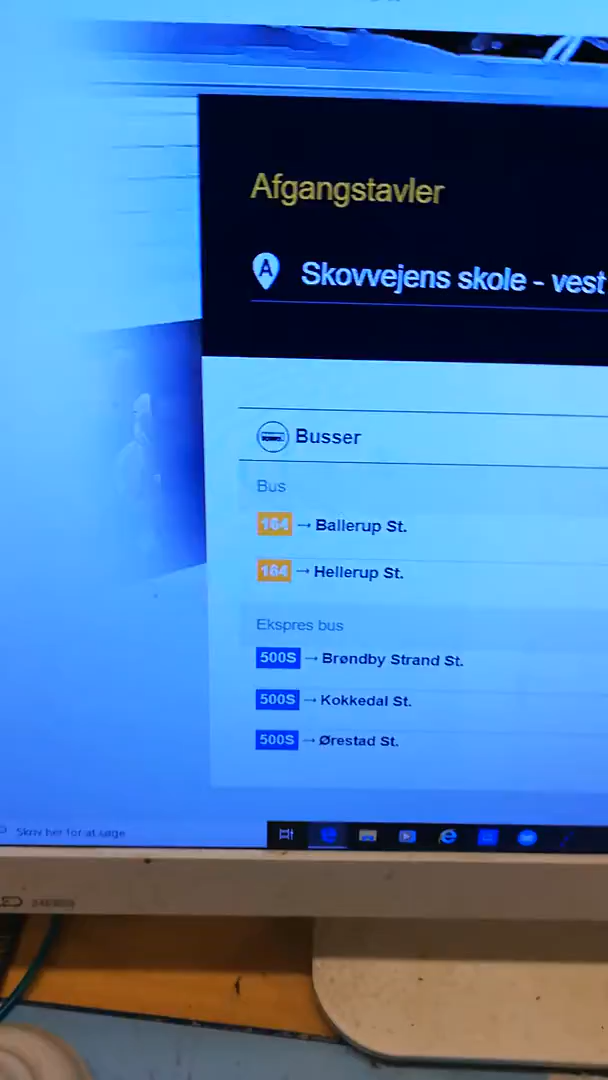 Afgangstavler
A
Skovvejens skole - vest
Busser
Bus
164 → Ballerup St.
164 → Hellerup St.
Ekspres bus
500S → Brøndby Strand St.
500S → Kokkedal St.
500S → Ørestad St.
Skriv her for at søge